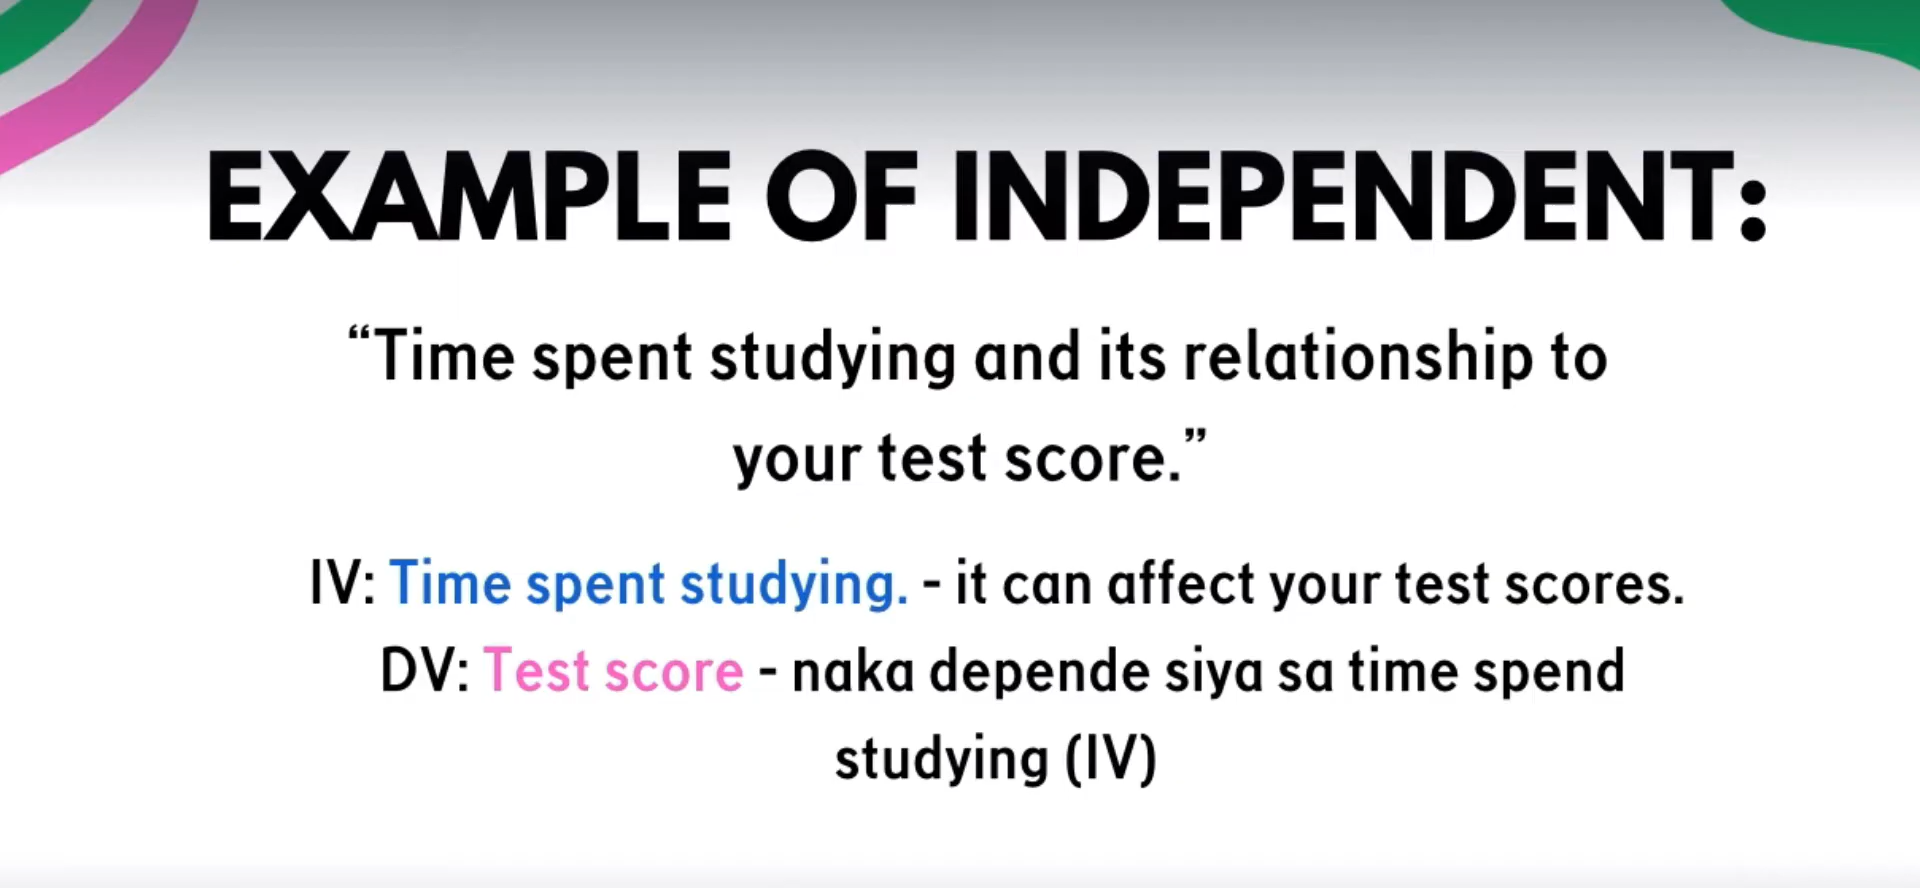 EXAMPLE OF INDEPENDENT:
“Time spent studying and its relationship to
your test score.”
IV: Time spent studying. - it can affect your test scores.
DV: Test score - naka depende siya sa time spend
studying (IV)